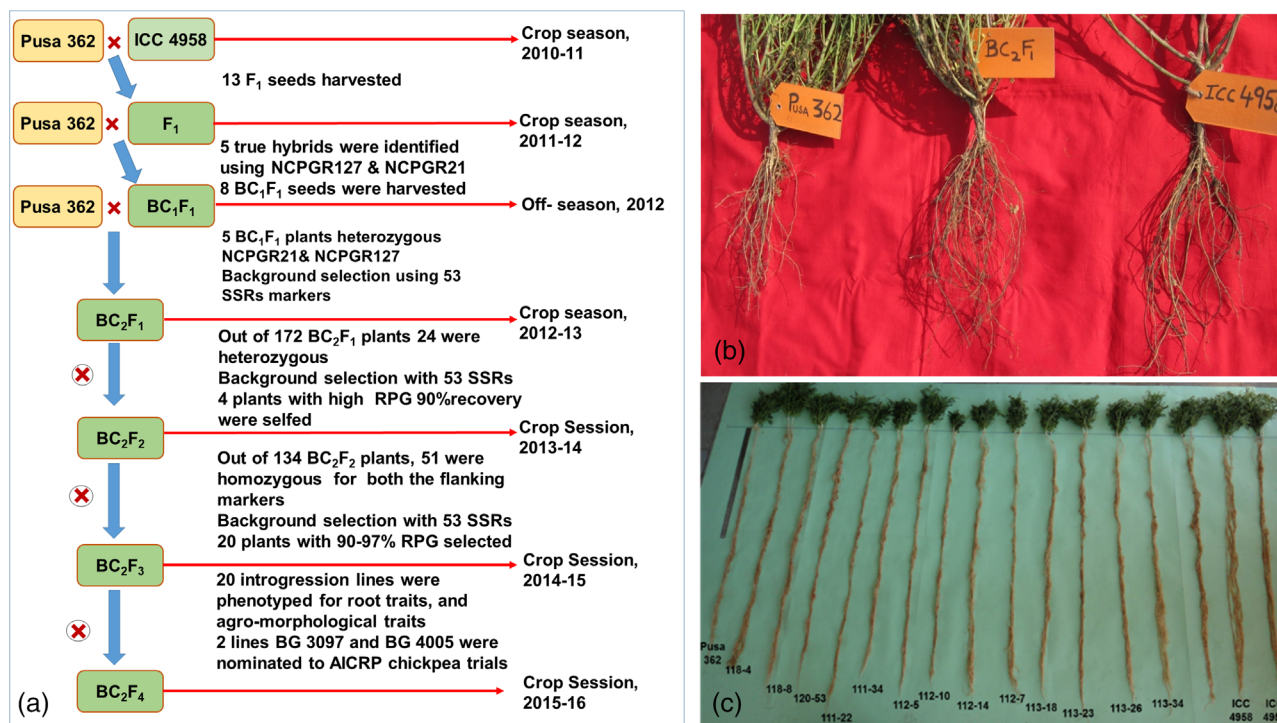 Pusa 362 × ICC 4958 Crop season,
2010-11
13 F₁ seeds harvested
Pusa 362 × F₁ Crop season,
2011-12
5 true hybrids were identified
using NCPGR127 & NCPGR21
8 BC₁F₁ seeds were harvested
Pusa 362 × BC₁F₁ Off- season, 2012
5 BC₁F₁ plants heterozygous
NCPGR21& NCPGR127
Background selection using 53
SSRs markers
BC₂F₁ Crop season,
2012-13
Out of 172 BC₂F₁ plants 24 were
heterozygous
Background selection with 53 SSRs
4 plants with high RPG 90%recovery
were selfed
BC₂F₂ Crop Session,
2013-14
Out of 134 BC₂F₂ plants, 51 were
homozygous for both the flanking
markers
Background selection with 53 SSRs
20 plants with 90-97% RPG selected
BC₂F₃ Crop Session,
2014-15
20 introgression lines were
phenotyped for root traits, and
agro-morphological traits
2 lines BG 3097 and BG 4005 were
nominated to AICRP chickpea trials
BC₂F₄ Crop Session,
2015-16
(a)
PUSA 362
BC₂F₁
ICC 4958
(b)
Pusa
362
118-4
118-8
120-53
111-22
111-34
112-5
112-10
112-14
112-7
113-18
113-23
113-26
113-34
ICC
4958
ICC
495
(c)